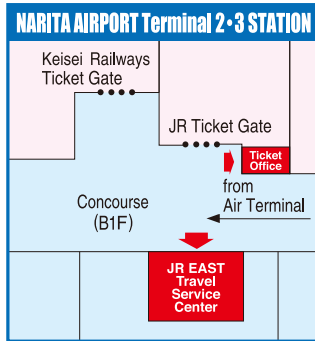 NARITA AIRPORT Terminal 2•3 STATION
Keisei Railways
Ticket Gate
JR Ticket Gate
Ticket
Office
from
Air Terminal
Concourse
(B1F)
JR EAST
Travel
Service
Center